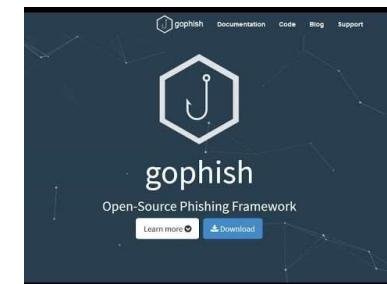 gophish Documentation Code Blog Support
gophish
Open-Source Phishing Framework
Learn more Download